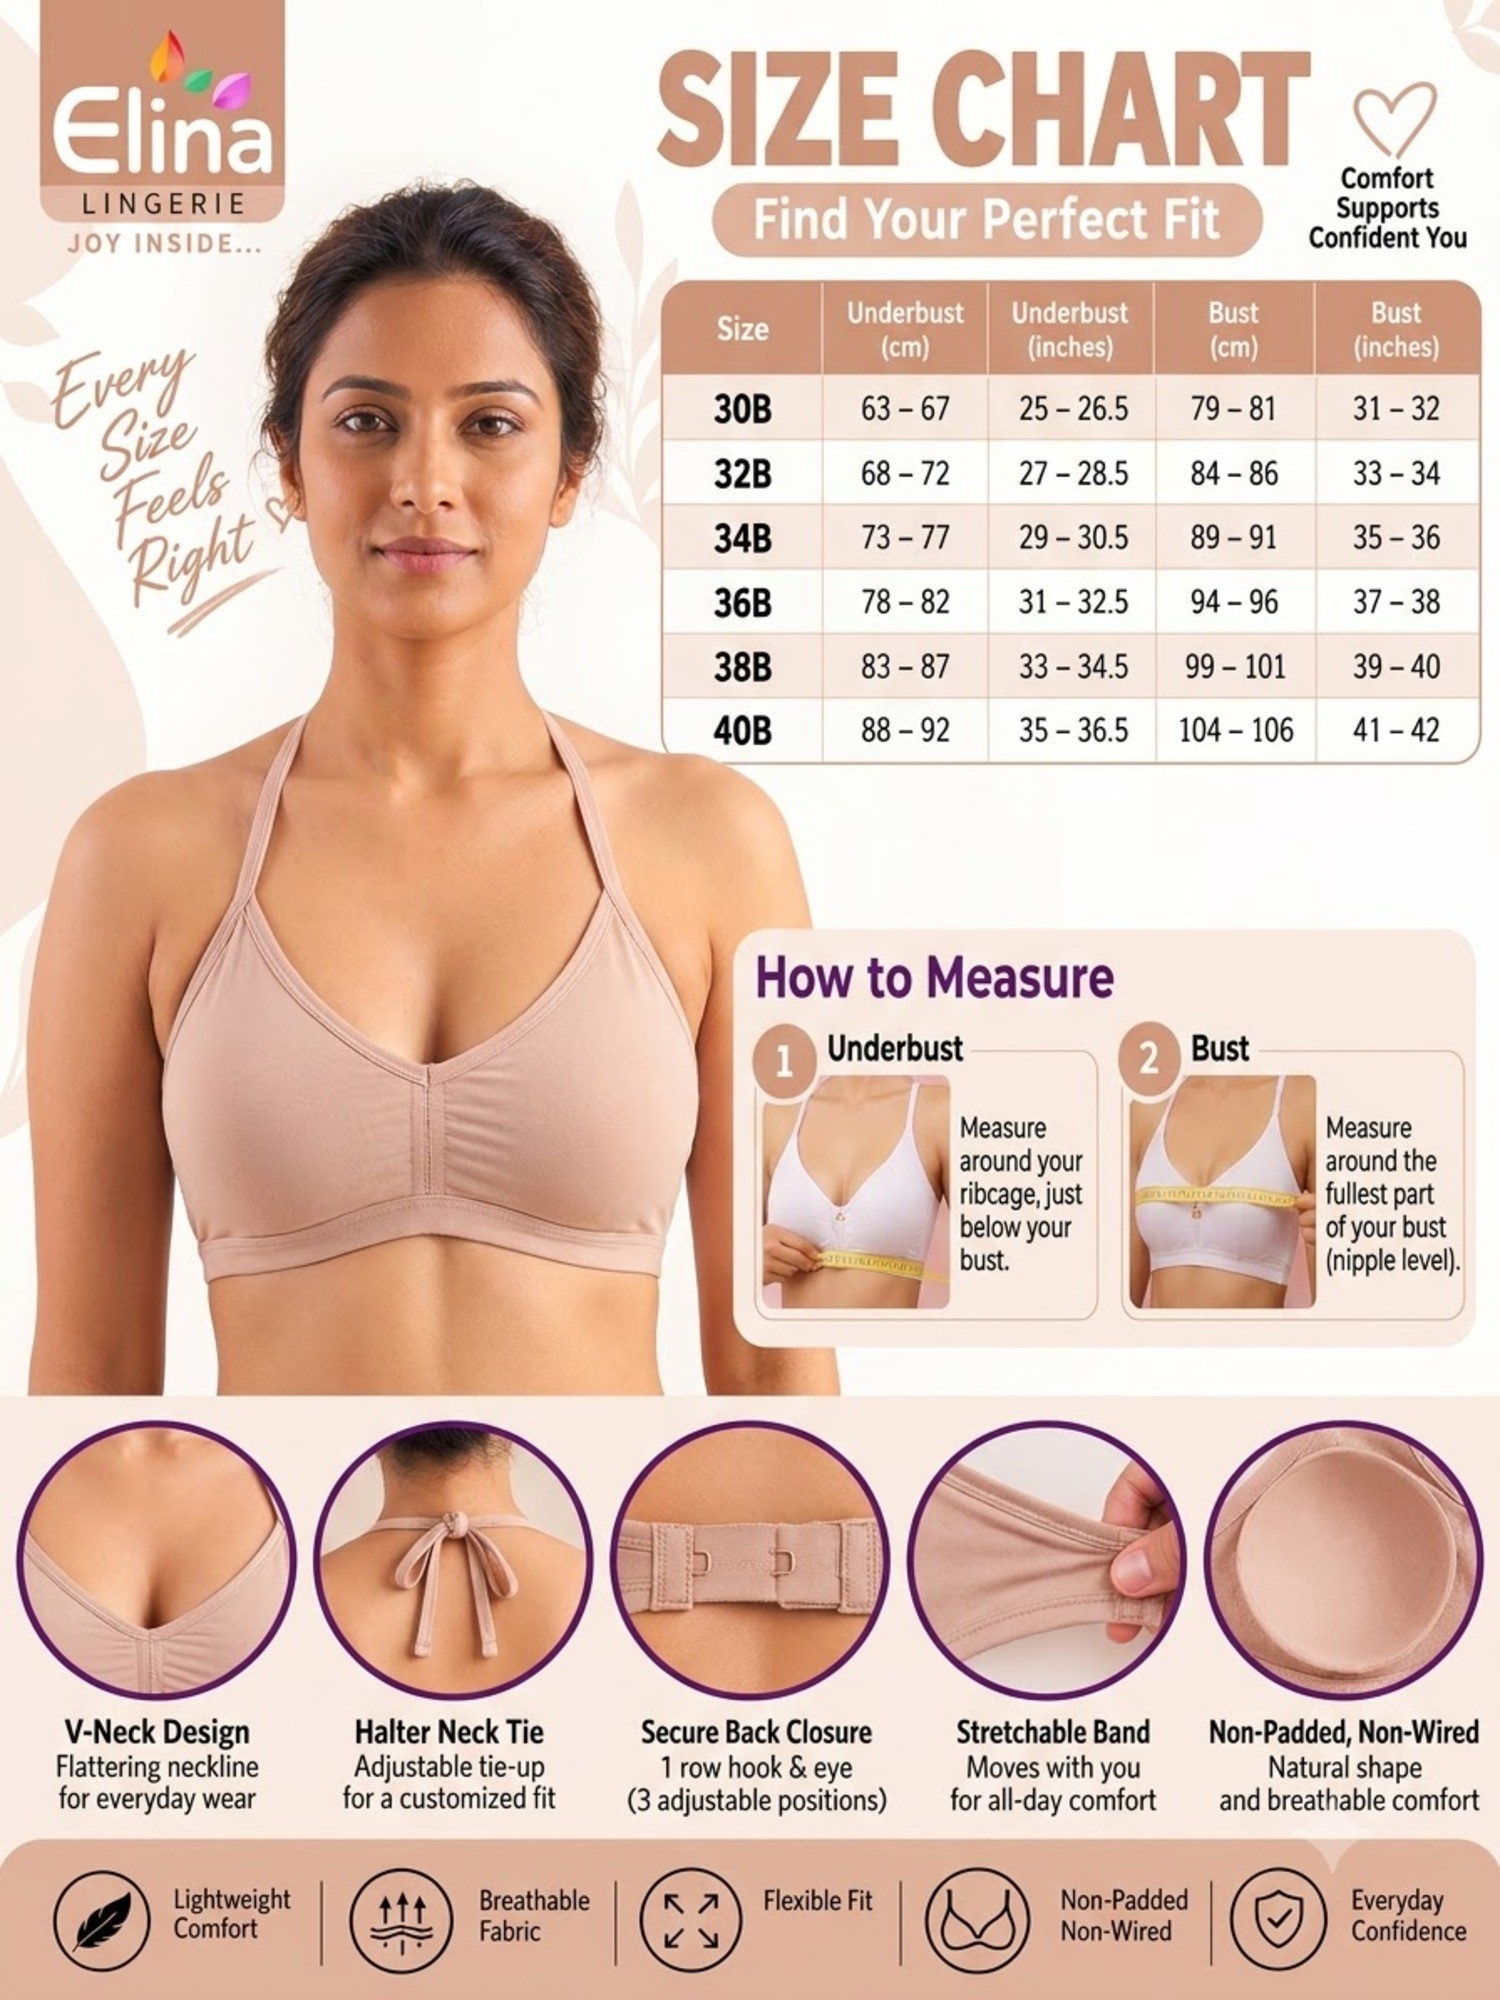 Elina
LINGERIE
JOY INSIDE...
SIZE CHART
Find Your Perfect Fit
Comfort
Supports
Confident You
Every
Size
Feels
Right
Size Underbust (cm) Underbust (inches) Bust (cm) Bust (inches)
30B 63 – 67 25 – 26.5 79 – 81 31 – 32
32B 68 – 72 27 – 28.5 84 – 86 33 – 34
34B 73 – 77 29 – 30.5 89 – 91 35 – 36
36B 78 – 82 31 – 32.5 94 – 96 37 – 38
38B 83 – 87 33 – 34.5 99 – 101 39 – 40
40B 88 – 92 35 – 36.5 104 – 106 41 – 42
How to Measure
1 Underbust
Measure
around your
ribcage, just
below your
bust.
2 Bust
Measure
around the
fullest part
of your bust
(nipple level).
V-Neck Design
Flattering neckline
for everyday wear
Halter Neck Tie
Adjustable tie-up
for a customized fit
Secure Back Closure
1 row hook & eye
(3 adjustable positions)
Stretchable Band
Moves with you
for all-day comfort
Non-Padded, Non-Wired
Natural shape
and breathable comfort
Lightweight
Comfort
Breathable
Fabric
Flexible Fit
Non-Padded
Non-Wired
Everyday
Confidence